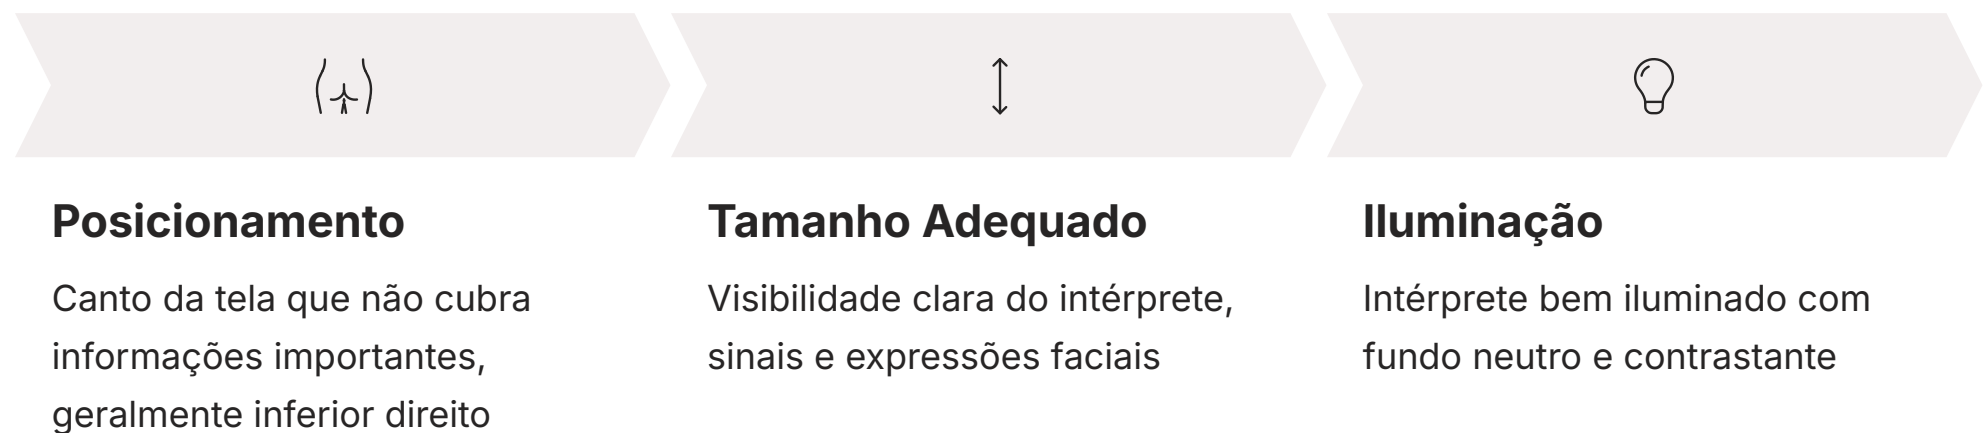 Posicionamento
Canto da tela que não cubra
informações importantes,
geralmente inferior direito
Tamanho Adequado
Visibilidade clara do intérprete,
sinais e expressões faciais
Iluminação
Intérprete bem iluminado com
fundo neutro e contrastante